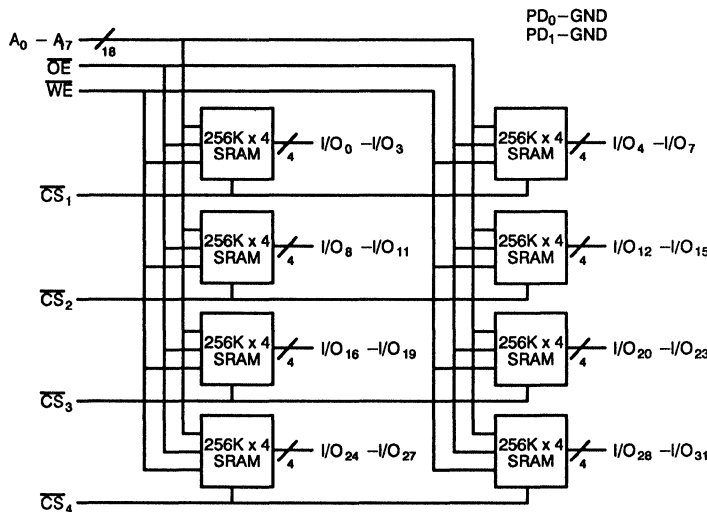 PD₀–GND
PD₁–GND
A₀ – A₇
18
OE
WE
256K x 4
SRAM
4
I/O₀ –I/O₃
256K x 4
SRAM
4
I/O₄ –I/O₇
CS₁
256K x 4
SRAM
4
I/O₈ –I/O₁₁
256K x 4
SRAM
4
I/O₁₂ –I/O₁₅
CS₂
256K x 4
SRAM
4
I/O₁₆ –I/O₁₉
256K x 4
SRAM
4
I/O₂₀ –I/O₂₃
CS₃
256K x 4
SRAM
4
I/O₂₄ –I/O₂₇
256K x 4
SRAM
4
I/O₂₈ –I/O₃₁
CS₄